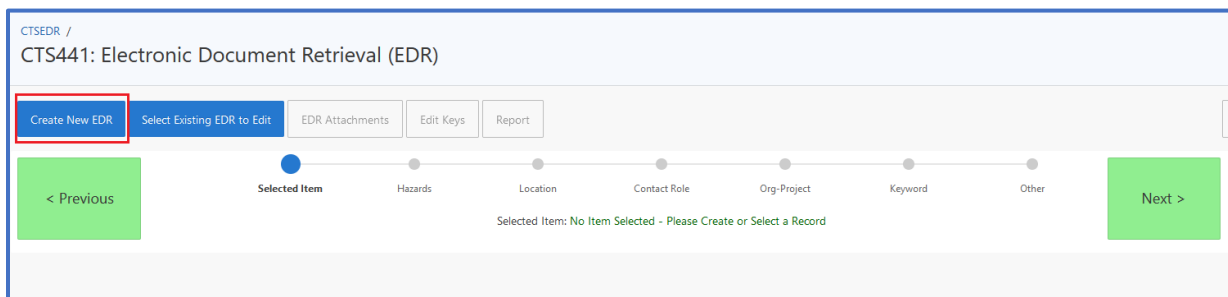 CTSEDR /
CTS441: Electronic Document Retrieval (EDR)
Create New EDR Select Existing EDR to Edit EDR Attachments Edit Keys Report
< Previous
Selected Item Hazards Location Contact Role Org-Project Keyword Other
Next >
Selected Item: No Item Selected - Please Create or Select a Record